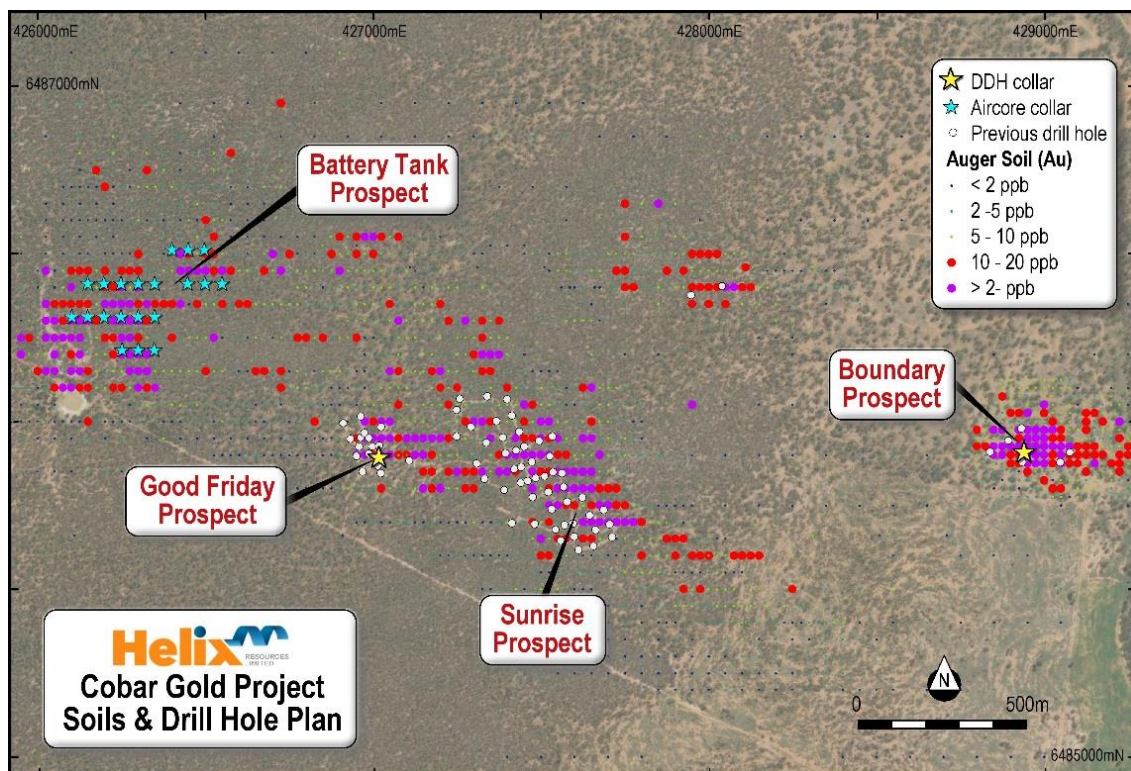 426000mE
427000mE
428000mE
429000mE
6487000mN
DDH collar
Aircore collar
Previous drill hole
Auger Soil (Au)
< 2 ppb
2 -5 ppb
5 - 10 ppb
10 - 20 ppb
> 2- ppb
Battery Tank
Prospect
Boundary
Prospect
Good Friday
Prospect
Sunrise
Prospect
Helix
RESOURCES
LIMITED
Cobar Gold Project
Soils & Drill Hole Plan
N
0
500m
6485000mN